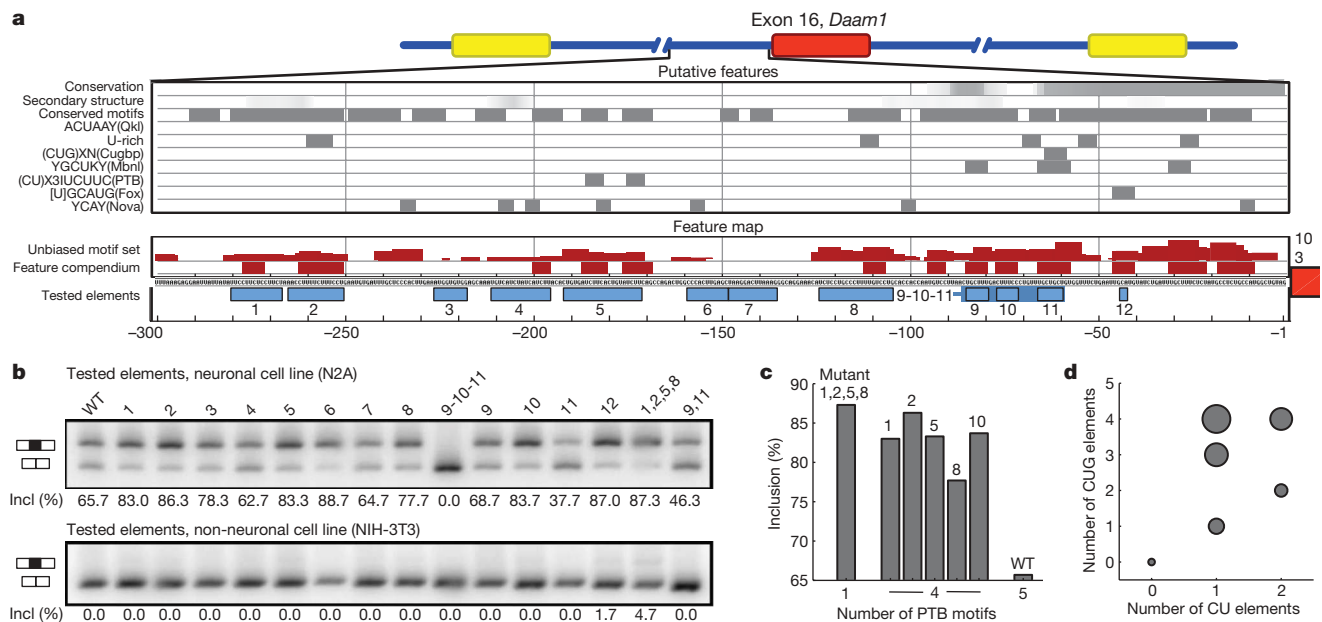 a
Exon 16, Daam1
Putative features
Conservation
Secondary structure
Conserved motifs
ACUAAY(Qkl)
U-rich
(CUG)XN(Cugbp)
YGCUKY(Mbnl)
(CU)X3IUCUUC(PTB)
[U]GCAUG(Fox)
YCAY(Nova)
Feature map
Unbiased motif set
10
Feature compendium
3
Tested elements
1 2 3 4 5 6 7 8 9-10-11 9 10 11 12
–300 –250 –200 –150 –100 –50 –1
b
Tested elements, neuronal cell line (N2A)
WT 1 2 3 4 5 6 7 8 9-10-11 9 10 11 12 1,2,5,8 9,11
Incl (%) 65.7 83.0 86.3 78.3 62.7 83.3 88.7 64.7 77.7 0.0 68.7 83.7 37.7 87.0 87.3 46.3
Tested elements, non-neuronal cell line (NIH-3T3)
Incl (%) 0.0 0.0 0.0 0.0 0.0 0.0 0.0 0.0 0.0 0.0 0.0 0.0 0.0 1.7 4.7 0.0
c
Mutant
1,2,5,8
1 2 5 8 10 WT
Inclusion (%)
90
85
80
75
70
65
1 4 5
Number of PTB motifs
d
Number of CUG elements
5
4
3
2
1
0
0 1 2
Number of CU elements